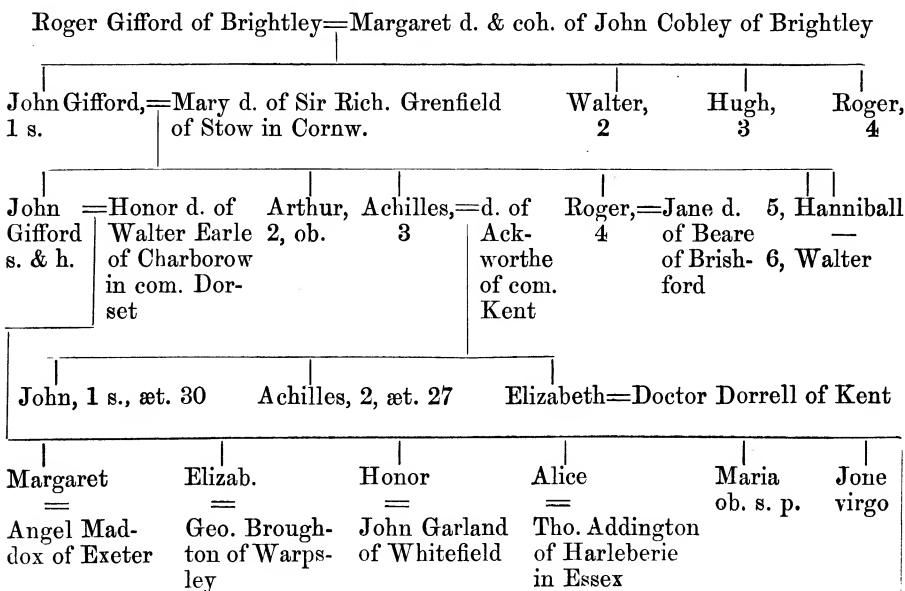 Roger Gifford of Brightley=Margaret d. & coh. of John Cobley of Brightley
John Gifford,=Mary d. of Sir Rich. Grenfield Walter, Hugh, Roger,
1 s. of Stow in Cornw. 2 3 4
John =Honor d. of Arthur, Achilles,=d. of Roger,=Jane d. 5, Hanniball
Gifford Walter Earle 2, ob. 3 Ack- 4 of Beare —
s. & h. of Charborow worthe of Brish- 6, Walter
in com. Dor- of com. ford
set Kent
John, 1 s., æt. 30 Achilles, 2, æt. 27 Elizabeth=Doctor Dorrell of Kent
Margaret Elizab. Honor Alice Maria Jone
= = = = ob. s. p. virgo
Angel Mad- Geo. Brough- John Garland Tho. Addington
dox of Exeter ton of Warps- of Whitefield of Harleberie
ley in Essex